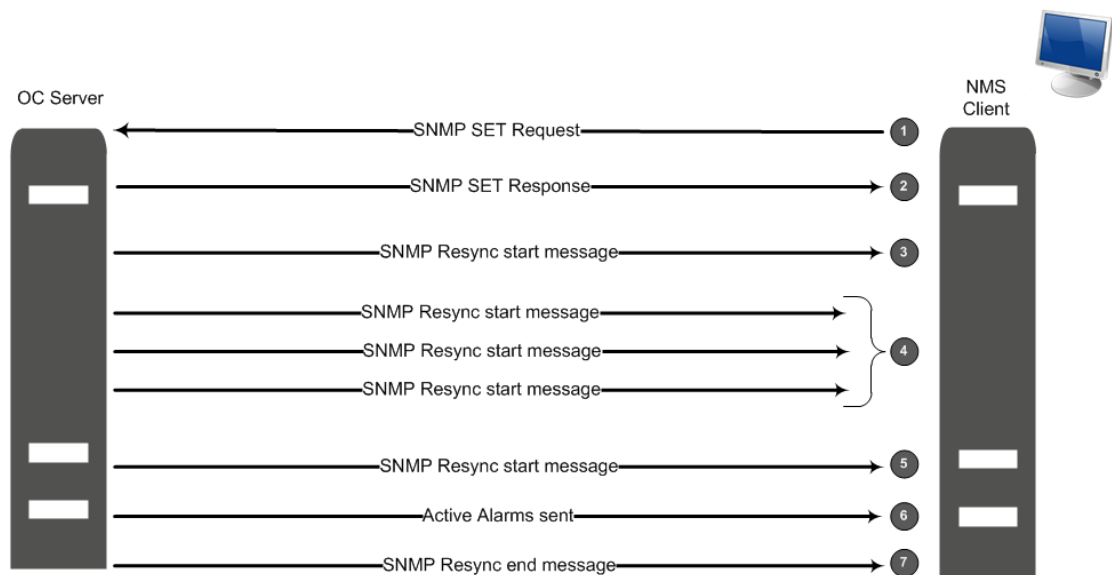 OC Server
NMS
Client
SNMP SET Request
1
SNMP SET Response
2
SNMP Resync start message
3
SNMP Resync start message
SNMP Resync start message
4
SNMP Resync start message
SNMP Resync start message
5
Active Alarms sent
6
SNMP Resync end message
7